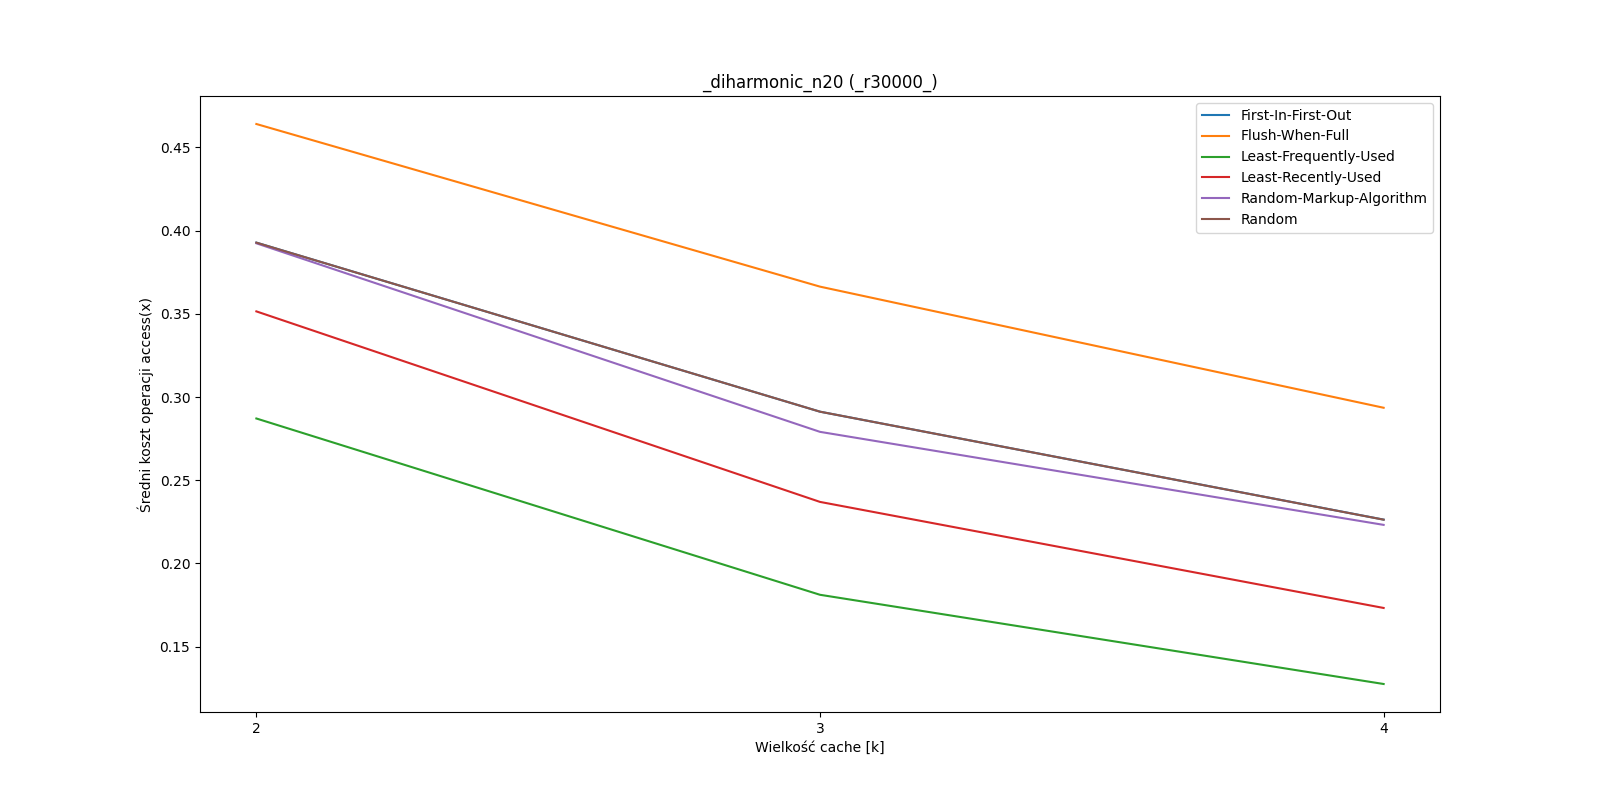 _diharmonic_n20 (_r30000_)
First-In-First-Out
Flush-When-Full
Least-Frequently-Used
Least-Recently-Used
Random-Markup-Algorithm
Random
Średni koszt operacji access(x)
0.45
0.40
0.35
0.30
0.25
0.20
0.15
2
3
4
Wielkość cache [k]